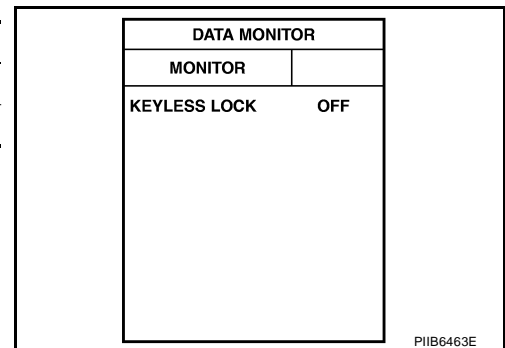 DATA MONITOR
MONITOR
KEYLESS LOCK OFF
PIIB6463E